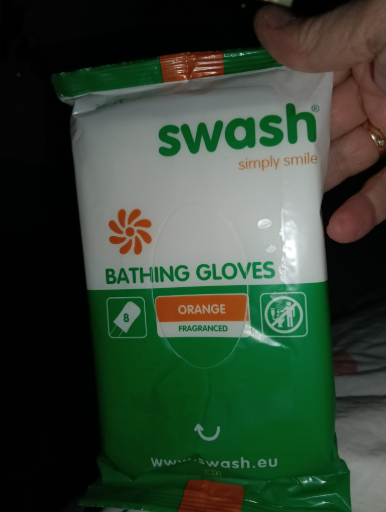 swash®
simply smile
BATHING GLOVES
8
ORANGE
FRAGRANCED
www.swash.eu